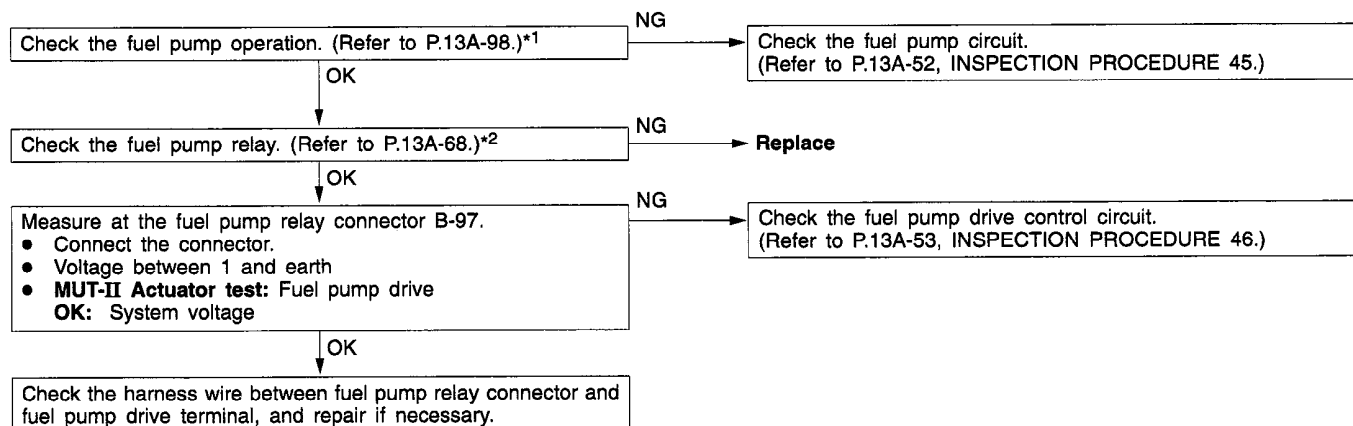 Check the fuel pump operation. (Refer to P.13A-98.)*1
NG
Check the fuel pump circuit.
(Refer to P.13A-52, INSPECTION PROCEDURE 45.)
OK
Check the fuel pump relay. (Refer to P.13A-68.)*2
NG
Replace
OK
Measure at the fuel pump relay connector B-97.
● Connect the connector.
● Voltage between 1 and earth
● MUT-II Actuator test: Fuel pump drive
OK: System voltage
NG
Check the fuel pump drive control circuit.
(Refer to P.13A-53, INSPECTION PROCEDURE 46.)
OK
Check the harness wire between fuel pump relay connector and
fuel pump drive terminal, and repair if necessary.